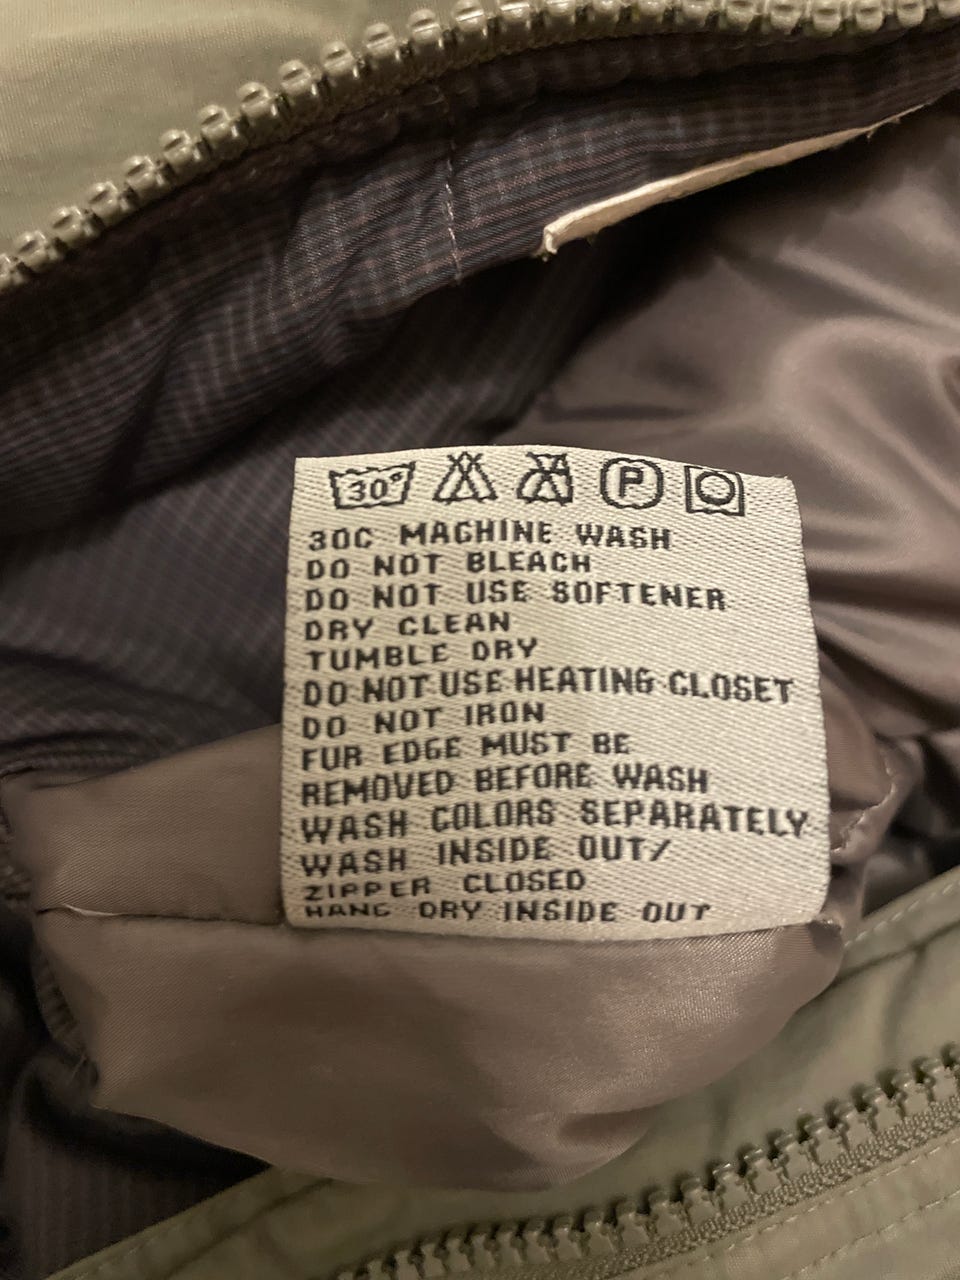 30°
P
30C MACHINE WASH
DO NOT BLEACH
DO NOT USE SOFTENER
DRY CLEAN
TUMBLE DRY
DO NOT USE HEATING CLOSET
DO NOT IRON
FUR EDGE MUST BE
REMOVED BEFORE WASH
WASH COLORS SEPARATELY
WASH INSIDE OUT/
ZIPPER CLOSED
HANG DRY INSIDE OUT